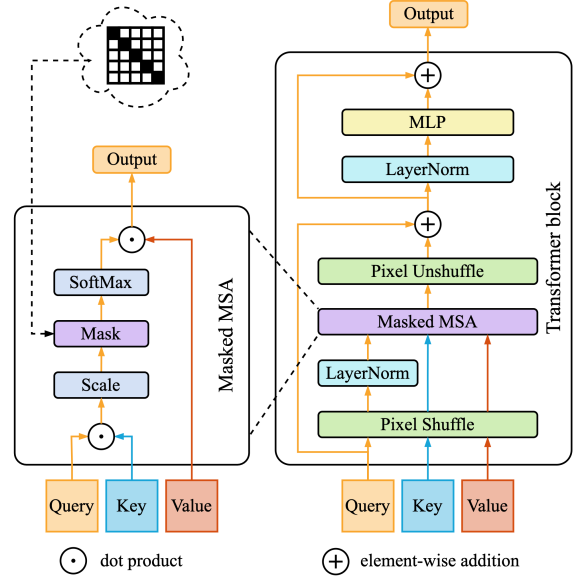 Output
Output
MLP
LayerNorm
Pixel Unshuffle
Masked MSA
LayerNorm
Pixel Shuffle
Transformer block
SoftMax
Mask
Scale
Masked MSA
Query
Key
Value
Query
Key
Value
dot product
element-wise addition